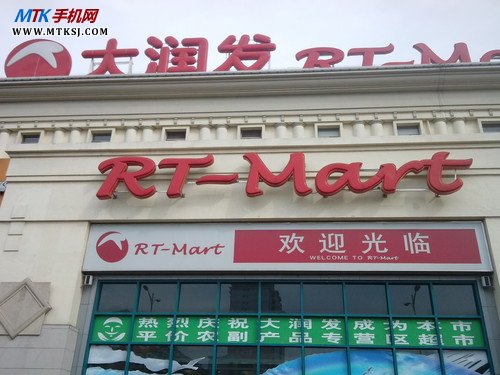 MTK手机网
WWW.MTKSJ.COM
大润发 RT-Mart
RT-Mart
RT-Mart
欢迎光临
WELCOME TO RT-Mart
热烈庆祝大润发成为本市
平价农副产品专营区超市